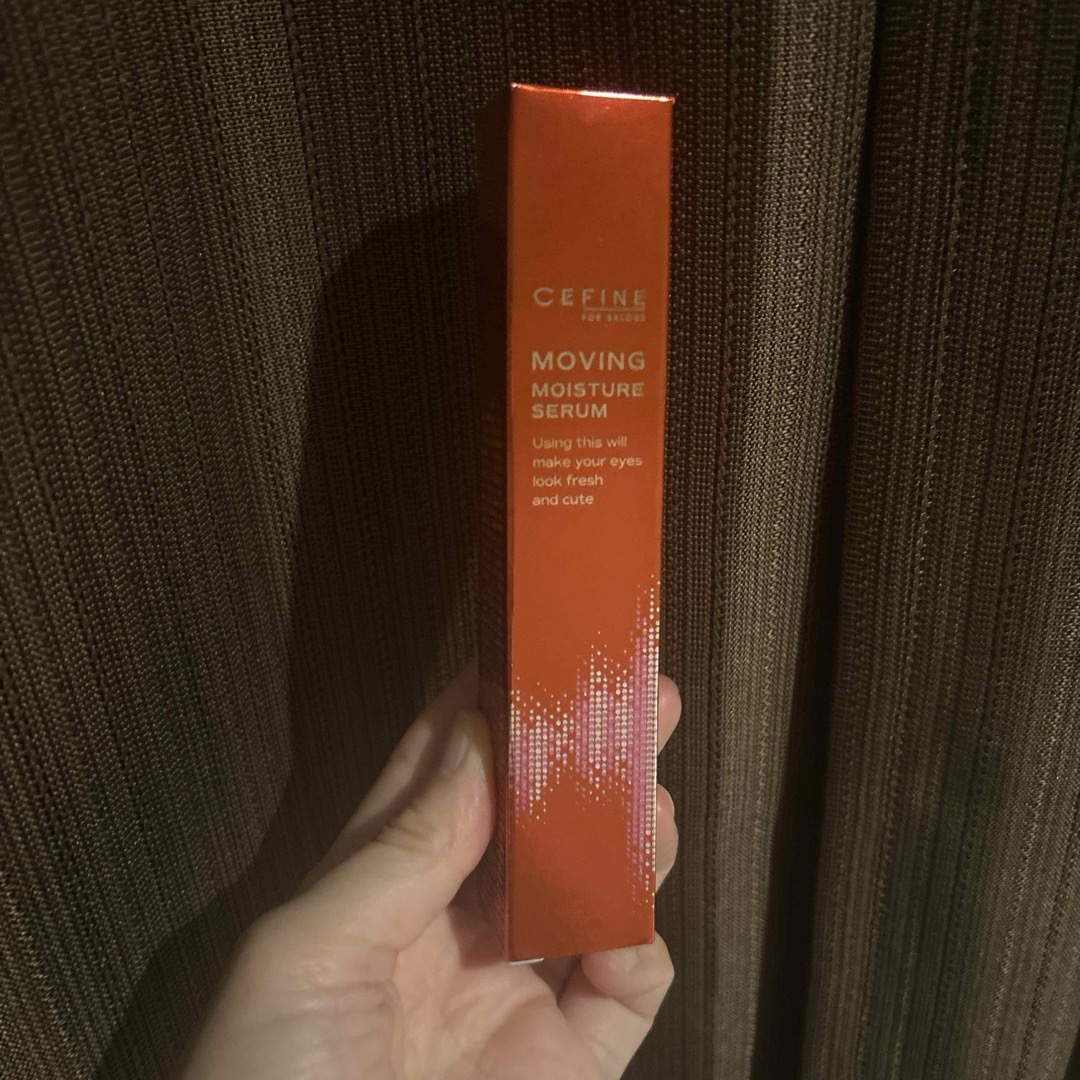 CEFINE
FOR SALONS
MOVING
MOISTURE
SERUM
Using this will
make your eyes
look fresh
and cute